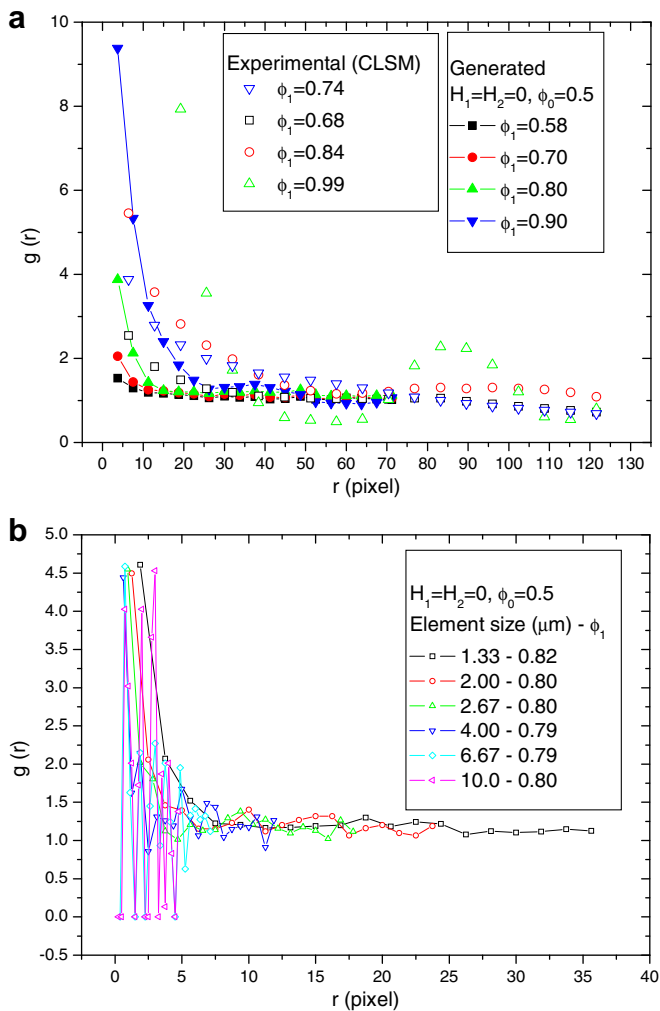 a
10
8
6
4
2
0
g (r)
Experimental (CLSM)
ϕ₁=0.74
ϕ₁=0.68
ϕ₁=0.84
ϕ₁=0.99
Generated
H₁=H₂=0, ϕ₀=0.5
ϕ₁=0.58
ϕ₁=0.70
ϕ₁=0.80
ϕ₁=0.90
0 10 20 30 40 50 60 70 80 90 100 110 120 130
r (pixel)
b
5.0
4.5
4.0
3.5
3.0
2.5
2.0
1.5
1.0
0.5
0.0
-0.5
g (r)
H₁=H₂=0, ϕ₀=0.5
Element size (μm) - ϕ₁
1.33 - 0.82
2.00 - 0.80
2.67 - 0.80
4.00 - 0.79
6.67 - 0.79
10.0 - 0.80
0 5 10 15 20 25 30 35 40
r (pixel)